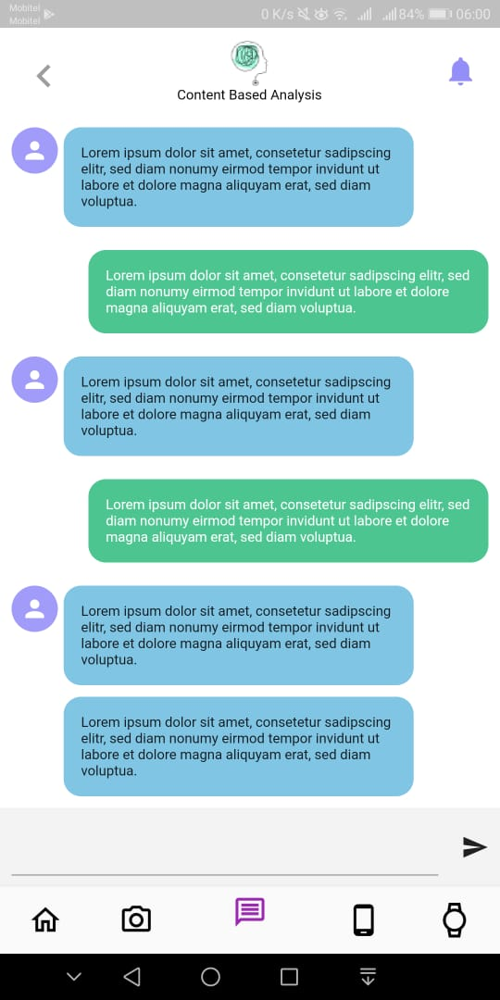 Mobitel
Mobitel
0 K/s
84%
06:00
Content Based Analysis
Lorem ipsum dolor sit amet, consetetur sadipscing
elitr, sed diam nonumy eirmod tempor invidunt ut
labore et dolore magna aliquyam erat, sed diam
voluptua.
Lorem ipsum dolor sit amet, consetetur sadipscing elitr, sed
diam nonumy eirmod tempor invidunt ut labore et dolore
magna aliquyam erat, sed diam voluptua.
Lorem ipsum dolor sit amet, consetetur sadipscing
elitr, sed diam nonumy eirmod tempor invidunt ut
labore et dolore magna aliquyam erat, sed diam
voluptua.
Lorem ipsum dolor sit amet, consetetur sadipscing elitr, sed
diam nonumy eirmod tempor invidunt ut labore et dolore
magna aliquyam erat, sed diam voluptua.
Lorem ipsum dolor sit amet, consetetur sadipscing
elitr, sed diam nonumy eirmod tempor invidunt ut
labore et dolore magna aliquyam erat, sed diam
voluptua.
Lorem ipsum dolor sit amet, consetetur sadipscing
elitr, sed diam nonumy eirmod tempor invidunt ut
labore et dolore magna aliquyam erat, sed diam
voluptua.